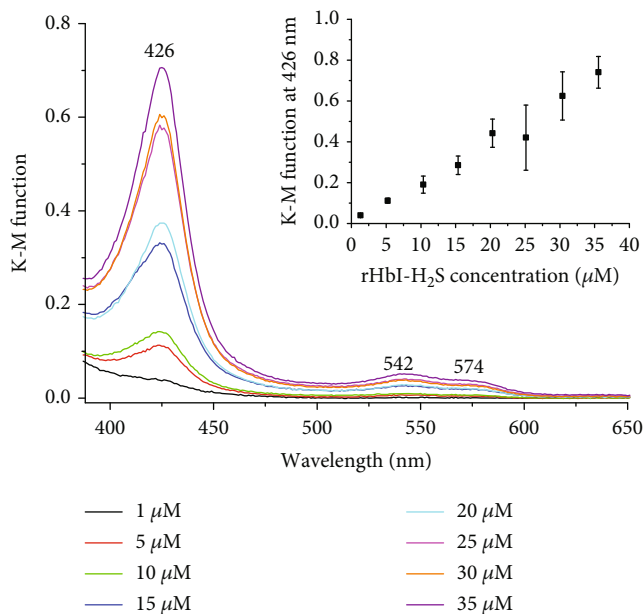 K-M function
0.8
0.6
0.4
0.2
0.0
426
542
574
400
450
500
550
600
650
Wavelength (nm)
K-M function at 426 nm
1.0
0.8
0.6
0.4
0.2
0.0
0 5 10 15 20 25 30 35 40
rHbI-H₂S concentration (μM)
1 μM
5 μM
10 μM
15 μM
20 μM
25 μM
30 μM
35 μM